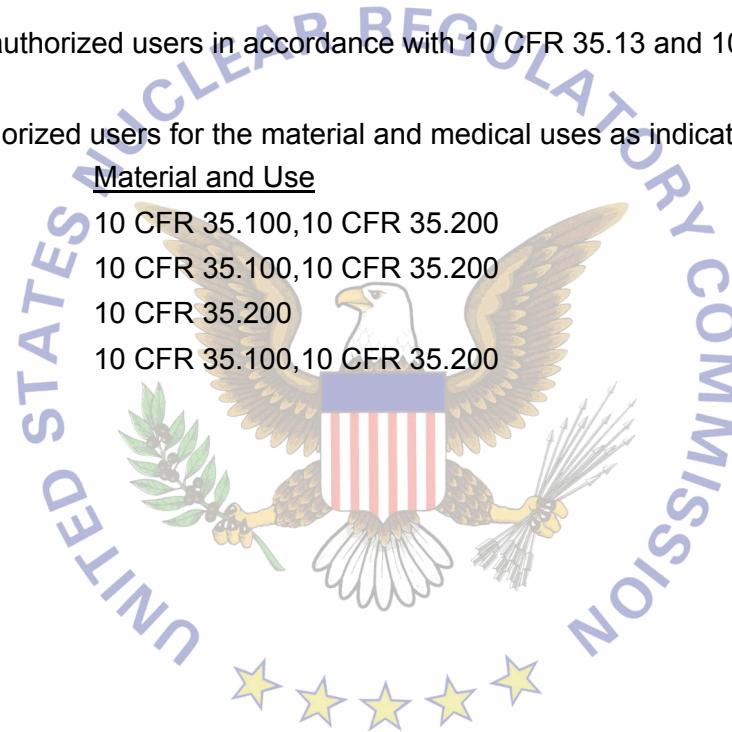 authorized users in accordance with 10 CFR 35.13 and 10
orized users for the material and medical uses as indicat
Material and Use
10 CFR 35.100,10 CFR 35.200
10 CFR 35.100,10 CFR 35.200
10 CFR 35.200
10 CFR 35.100,10 CFR 35.200
UNITED STATES NUCLEAR REGULATORY COMMISSION